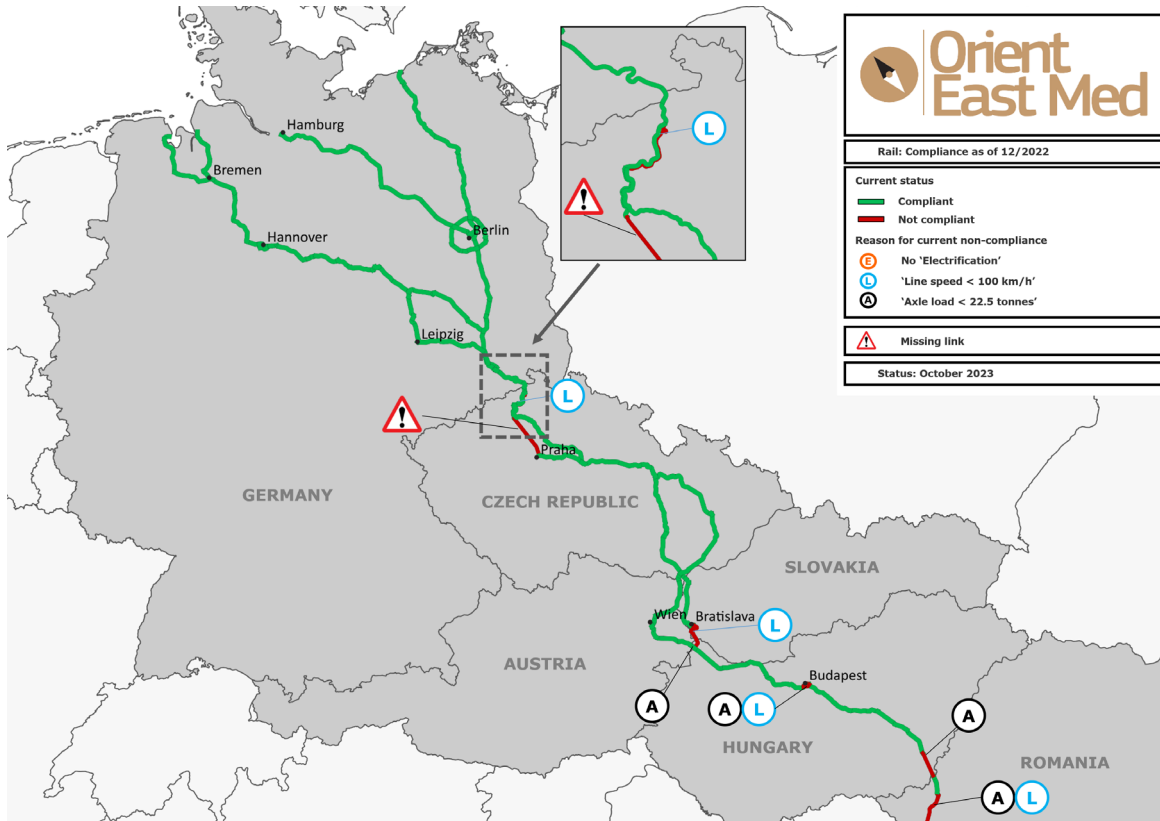 Orient
East Med
Rail: Compliance as of 12/2022
Current status
Compliant
Not compliant
Reason for current non-compliance
E No ‘Electrification’
L ‘Line speed < 100 km/h’
A ‘Axle load < 22.5 tonnes’
! Missing link
Status: October 2023
L
!
Hamburg
Bremen
Berlin
Hannover
Leipzig
L
!
Praha
GERMANY
CZECH REPUBLIC
SLOVAKIA
Wien
Bratislava
L
AUSTRIA
Budapest
A
A L
A
HUNGARY
ROMANIA
A L